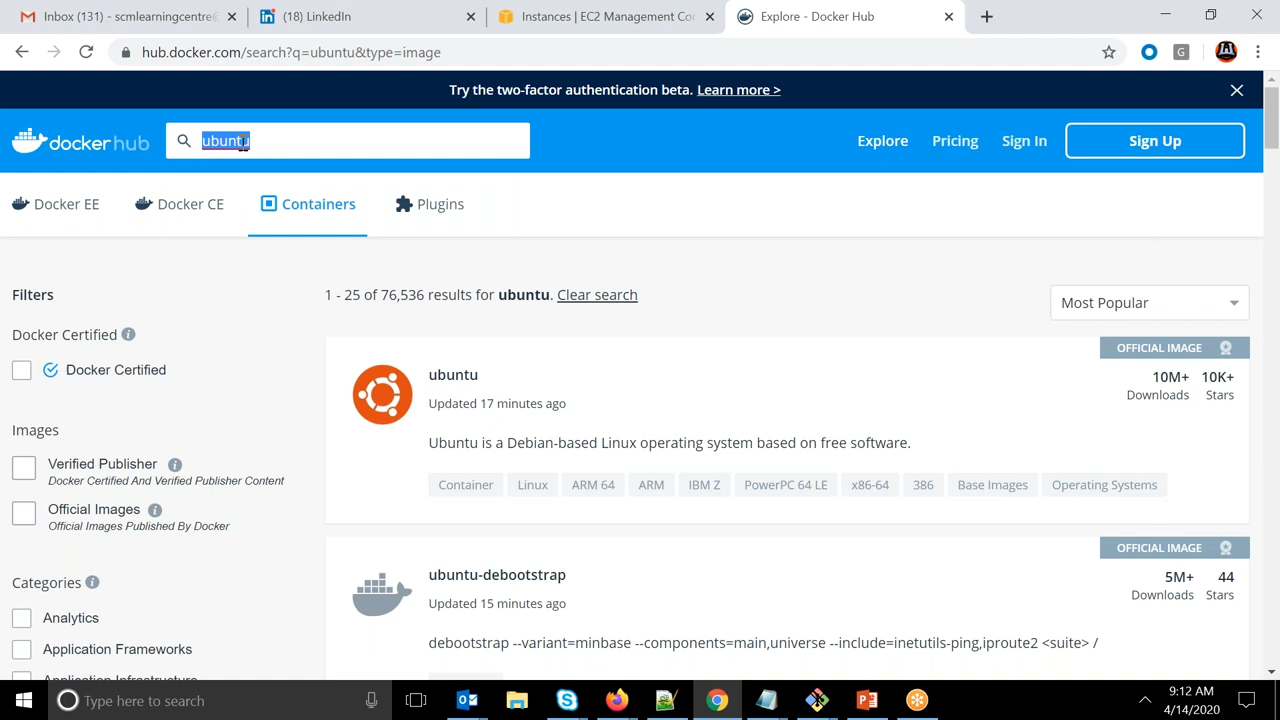 Inbox (131) - scmlearningcentre
(18) LinkedIn
Instances | EC2 Management Co
Explore - Docker Hub
hub.docker.com/search?q=ubuntu&type=image
G
Try the two-factor authentication beta. Learn more >
docker hub
ubuntu
Explore
Pricing
Sign In
Sign Up
Docker EE
Docker CE
Containers
Plugins
Filters
1 - 25 of 76,536 results for ubuntu. Clear search
Most Popular
Docker Certified
Docker Certified
Images
Verified Publisher
Docker Certified And Verified Publisher Content
Official Images
Official Images Published By Docker
Categories
Analytics
Application Frameworks
Application Infrastructure
OFFICIAL IMAGE
ubuntu
10M+ 10K+
Downloads Stars
Updated 17 minutes ago
Ubuntu is a Debian-based Linux operating system based on free software.
Container Linux ARM 64 ARM IBM Z PowerPC 64 LE x86-64 386 Base Images Operating Systems
OFFICIAL IMAGE
ubuntu-debootstrap
5M+ 44
Downloads Stars
Updated 15 minutes ago
debootstrap --variant=minbase --components=main,universe --include=inetutils-ping,iproute2 <suite> /
Type here to search
9:12 AM
4/14/2020